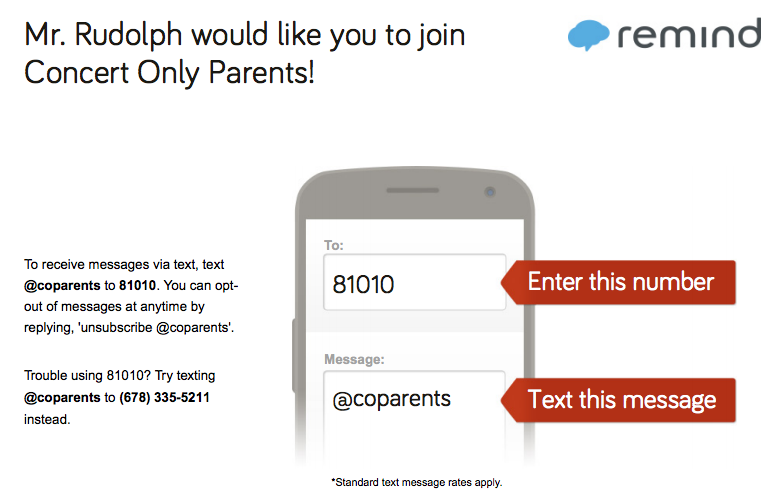 Mr. Rudolph would like you to join
Concert Only Parents!
remind
To receive messages via text, text
@coparents to 81010. You can opt-
out of messages at anytime by
replying, 'unsubscribe @coparents'.
Trouble using 81010? Try texting
@coparents to (678) 335-5211
instead.
To:
81010
Enter this number
Message:
@coparents
Text this message
*Standard text message rates apply.